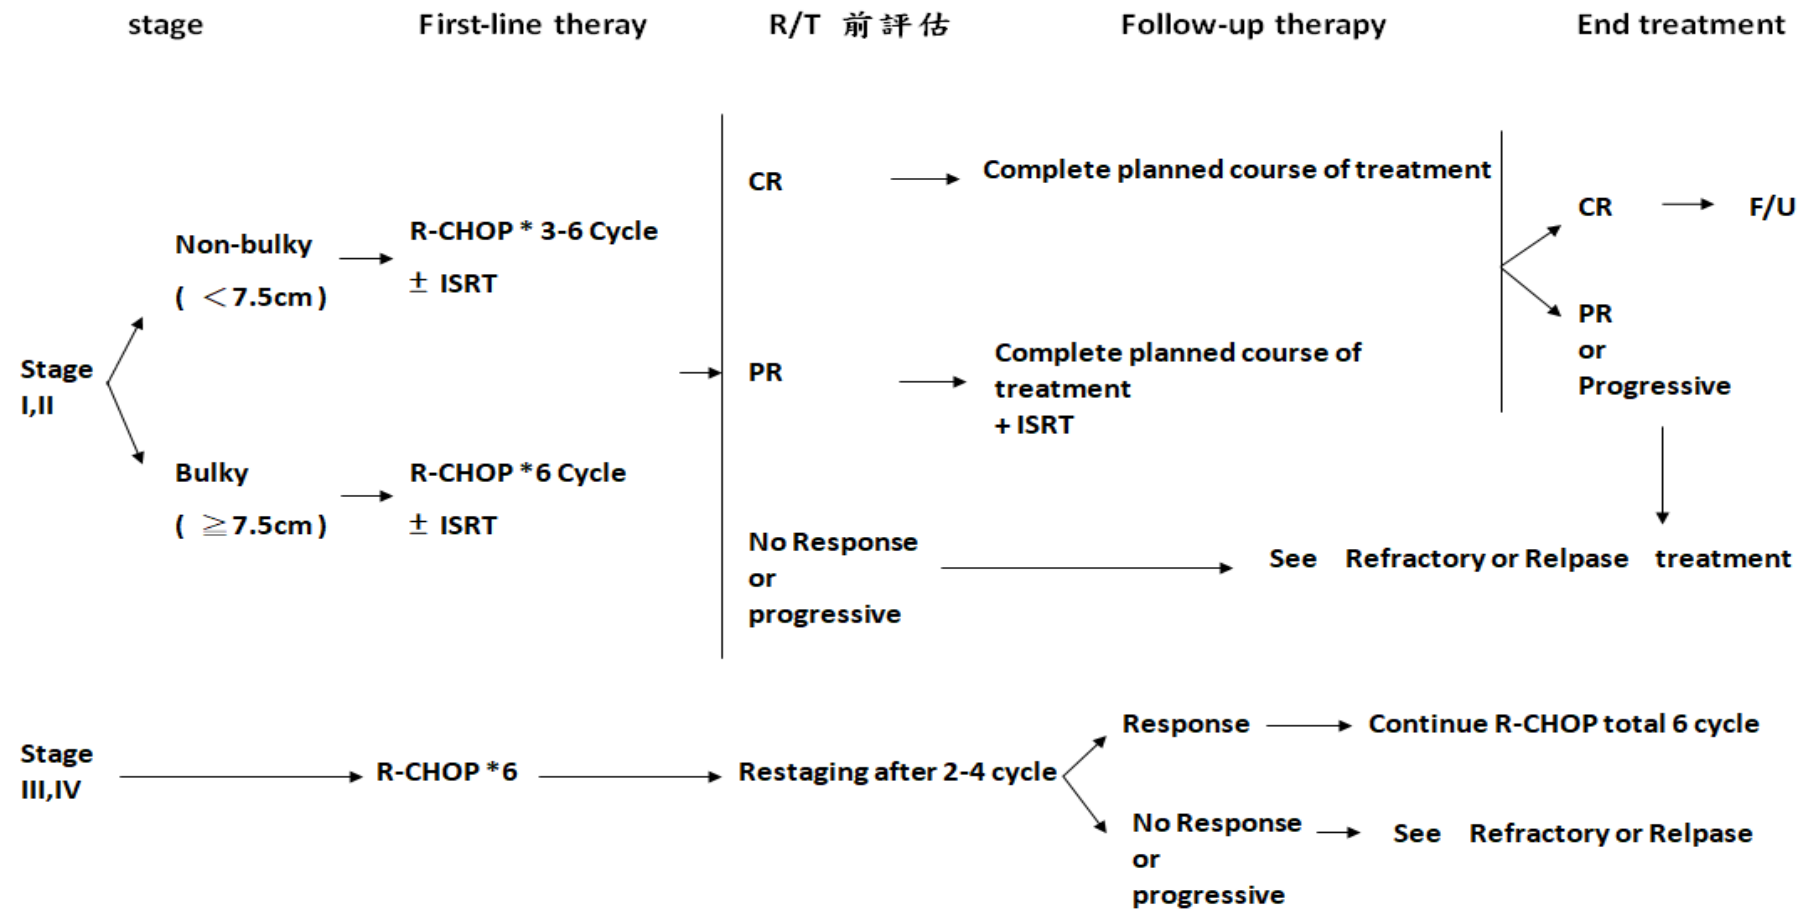 stage
First-line theray
R/T 前評估
Follow-up therapy
End treatment
Stage
I,II
Non-bulky
( ＜7.5cm)
R-CHOP * 3-6 Cycle
± ISRT
Bulky
( ≧7.5cm)
R-CHOP *6 Cycle
± ISRT
CR
Complete planned course of treatment
PR
Complete planned course of
treatment
+ ISRT
No Response
or
progressive
See Refractory or Relpase treatment
CR
F/U
PR
or
Progressive
Stage
III,IV
R-CHOP *6
Restaging after 2-4 cycle
Response
Continue R-CHOP total 6 cycle
No Response
or
progressive
See Refractory or Relpase